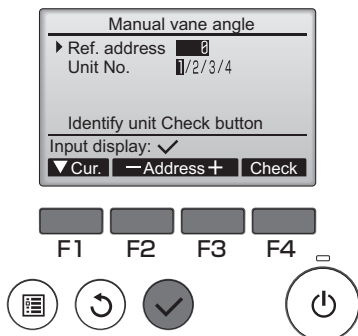 Manual vane angle
Ref. address 0
Unit No. 1/2/3/4
Identify unit Check button
Input display: ✓
▼Cur. −Address+ Check
F1 F2 F3 F4